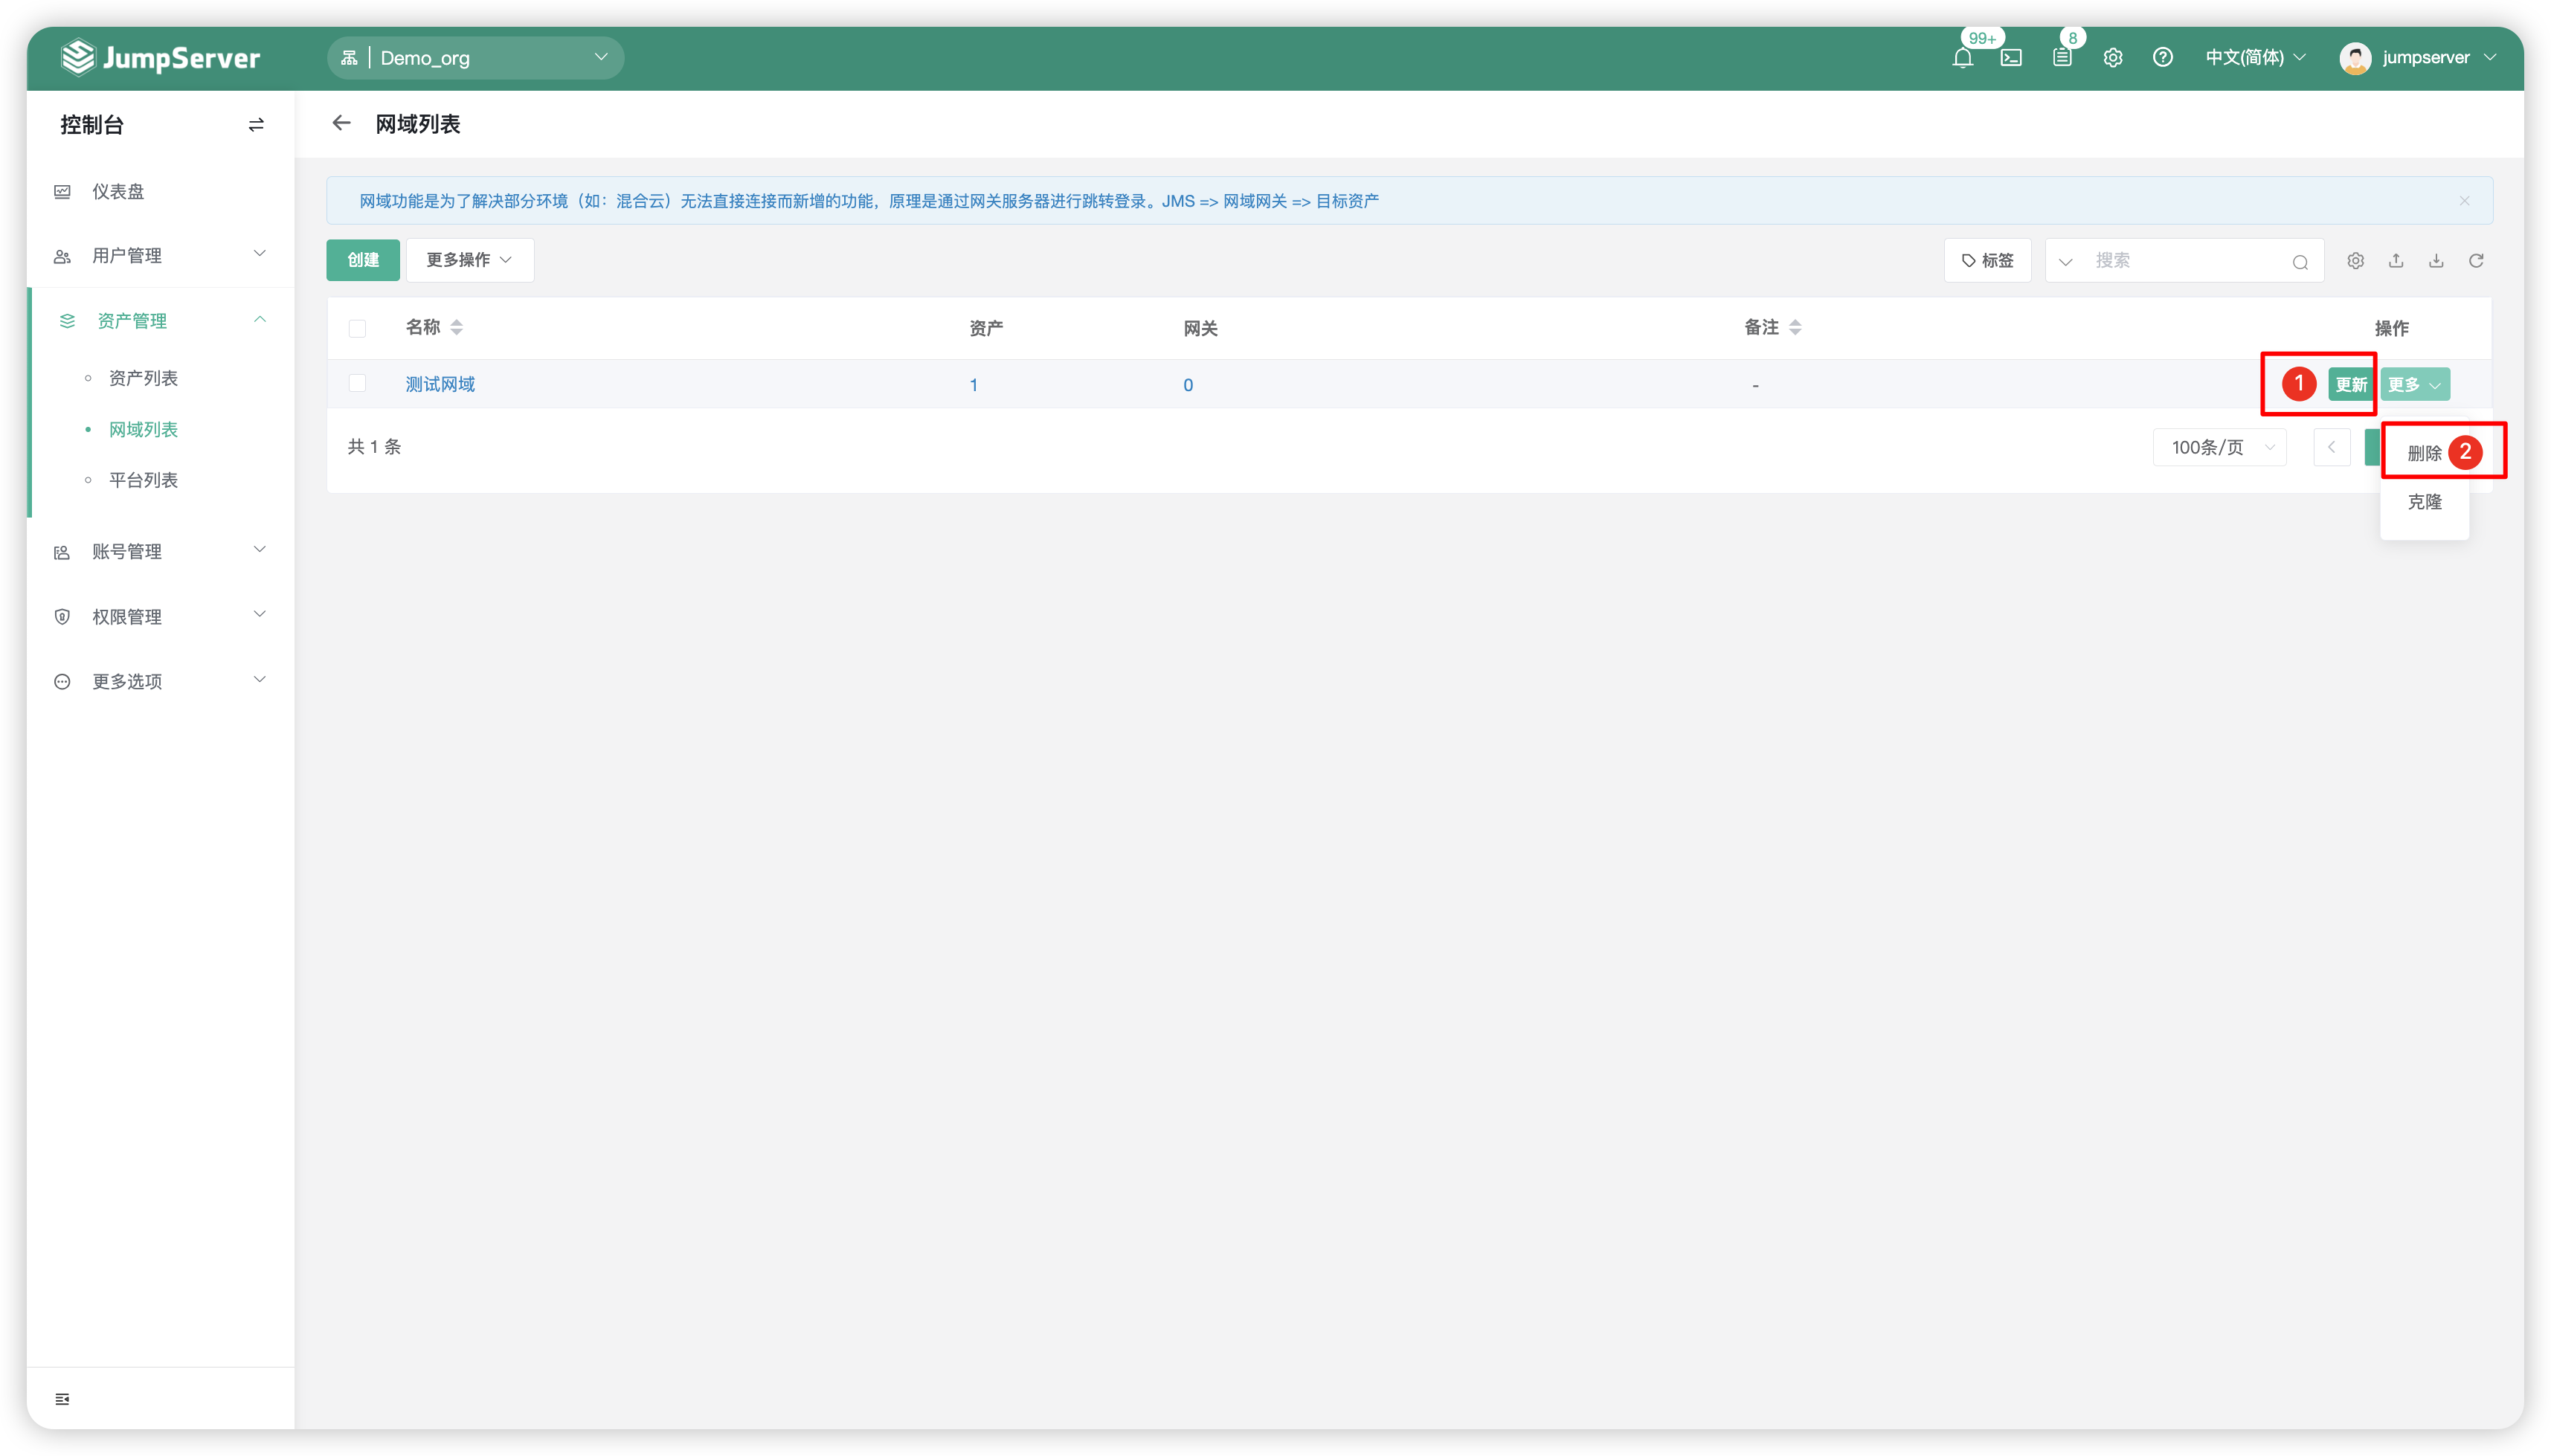 JumpServer
Demo_org
99+
8
中文(简体)
jumpserver
控制台
网域列表
仪表盘
用户管理
资产管理
资产列表
网域列表
平台列表
账号管理
权限管理
更多选项
网域功能是为了解决部分环境（如：混合云）无法直接连接而新增的功能，原理是通过网关服务器进行跳转登录。JMS => 网域网关 => 目标资产
创建
更多操作
标签
搜索
名称 资产 网关 备注 操作
测试网域 1 0 - 1 更新 更多
共 1 条
100条/页
删除 2
克隆